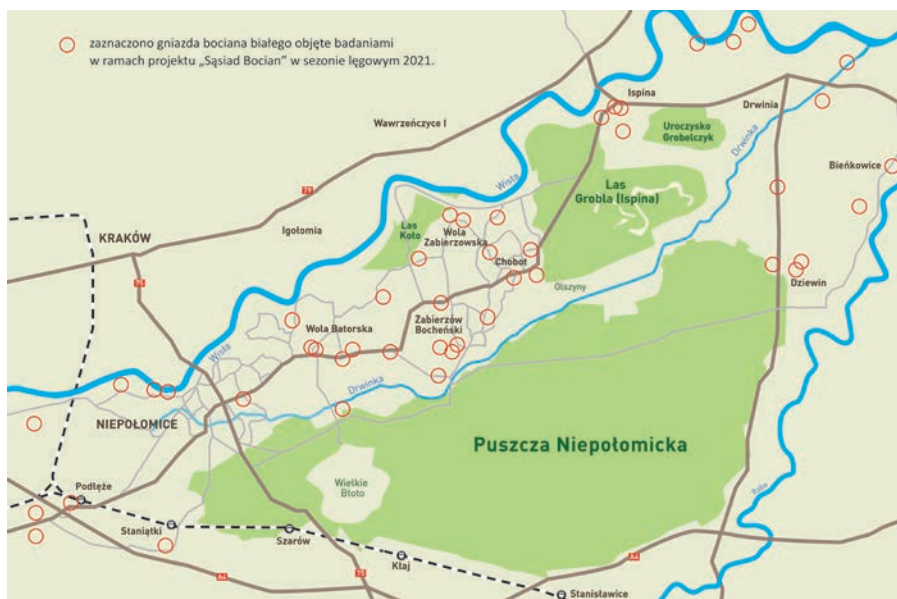 zaznaczono gniazda bociana białego objęte badaniami
w ramach projektu „Sąsiad Bocian” w sezonie lęgowym 2021.
Ispina
Drwinia
Wawrzeńczyce I
Uroczysko
Grobelczyk
Drwinka
Bieńkowice
Wisła
79
Las
Grobla (Ispina)
Igołomia
Las
Koło
Wola
Zabierzowska
KRAKÓW
Chobot
75
Olszyny
Dziewin
Wola Batorska
Zabierzów
Bocheński
Wisła
Drwinka
NIEPOŁOMICE
Puszcza Niepołomicka
Wielkie
Błoto
Raba
Podłęże
Staniątki
Szarów
Kłaj
A4
A4
75
Stanisławice